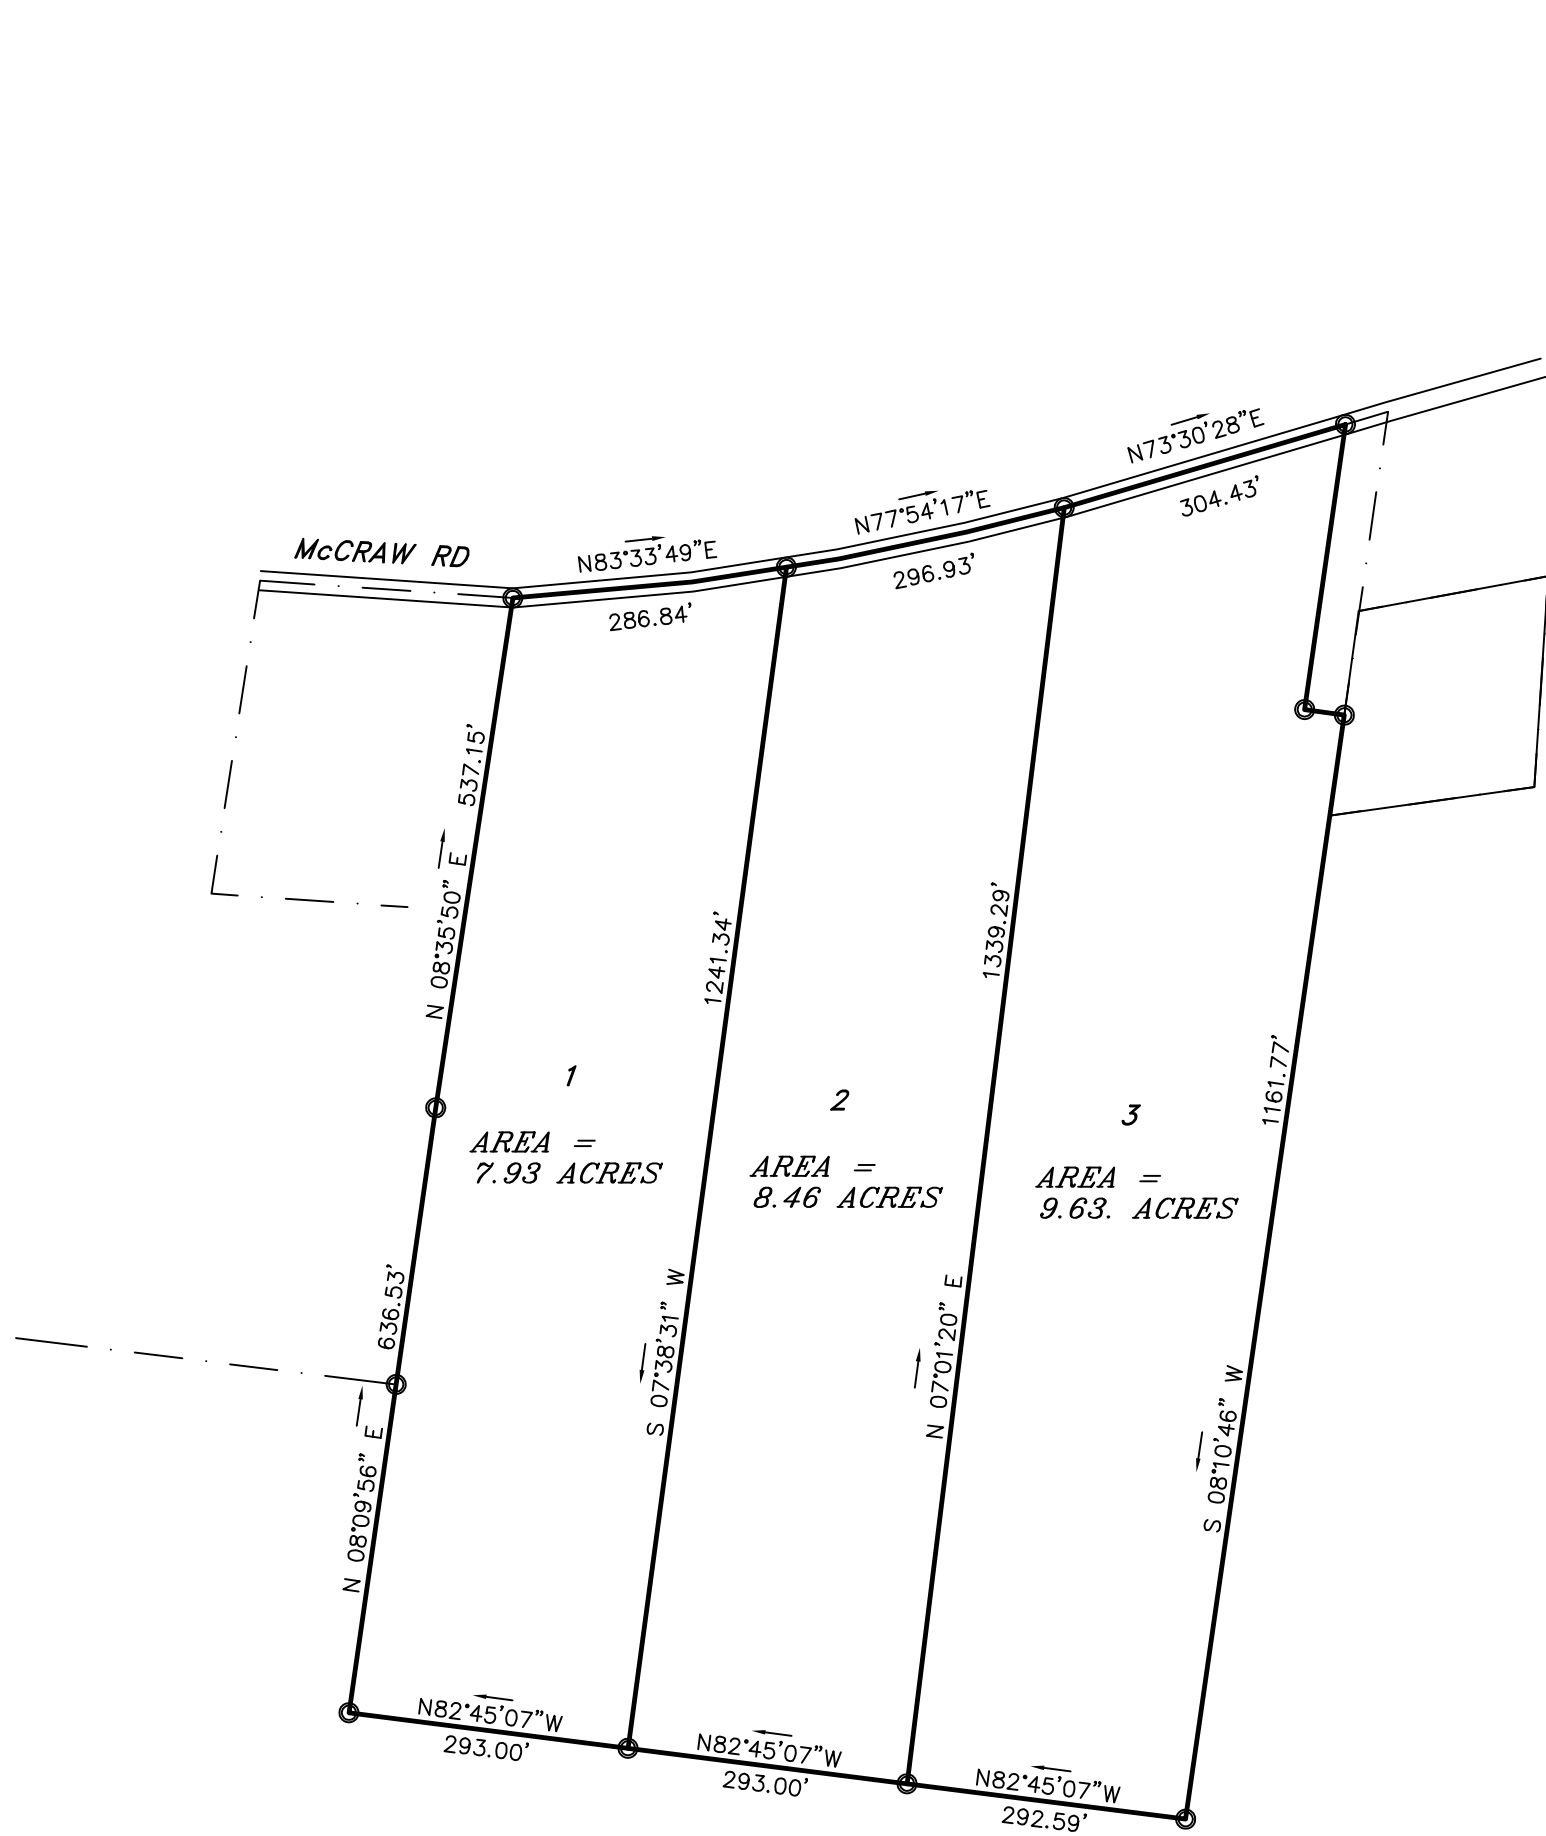 McCRAW RD
N83°33'49"E
286.84'
N77°54'17"E
296.93'
N73°30'28"E
304.43'
N 08°35'50" E 537.15'
1241.34'
1339.29'
1161.77'
1
AREA =
7.93 ACRES
2
AREA =
8.46 ACRES
3
AREA =
9.63. ACRES
636.53'
N 08°09'56" E
S 07°38'31" W
N 07°01'20" E
S 08°10'46" W
N82°45'07"W
293.00'
N82°45'07"W
293.00'
N82°45'07"W
292.59'